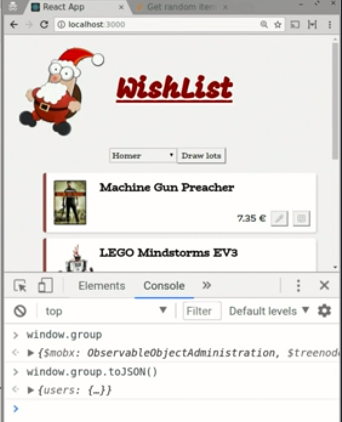 React App
Get random item
localhost:3000
WishList
Homer
Draw lots
Machine Gun Preacher
7.35 €
LEGO Mindstorms EV3
Elements Console »
top Filter Default levels
window.group
{$mobx: ObservableObjectAdministration, $treenode
window.group.toJSON()
{users: {…}}